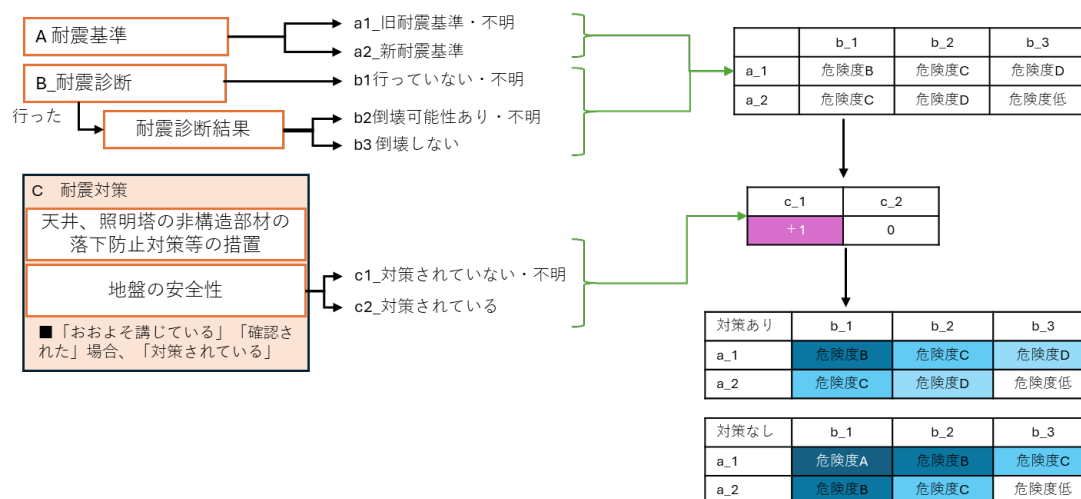 A 耐震基準
a1_旧耐震基準・不明
a2_新耐震基準
B_耐震診断
b1行っていない・不明
行った
耐震診断結果
b2倒壊可能性あり・不明
b3 倒壊しない
b_1 b_2 b_3
a_1 危険度B 危険度C 危険度D
a_2 危険度C 危険度D 危険度低
C 耐震対策
天井、照明塔の非構造部材の
落下防止対策等の措置
地盤の安全性
■「おおよそ講じている」「確認さ
れた」場合、「対策されている」
c1_対策されていない・不明
c2_対策されている
c_1 c_2
+1 0
対策あり b_1 b_2 b_3
a_1 危険度B 危険度C 危険度D
a_2 危険度C 危険度D 危険度低
対策なし b_1 b_2 b_3
a_1 危険度A 危険度B 危険度C
a_2 危険度B 危険度C 危険度低